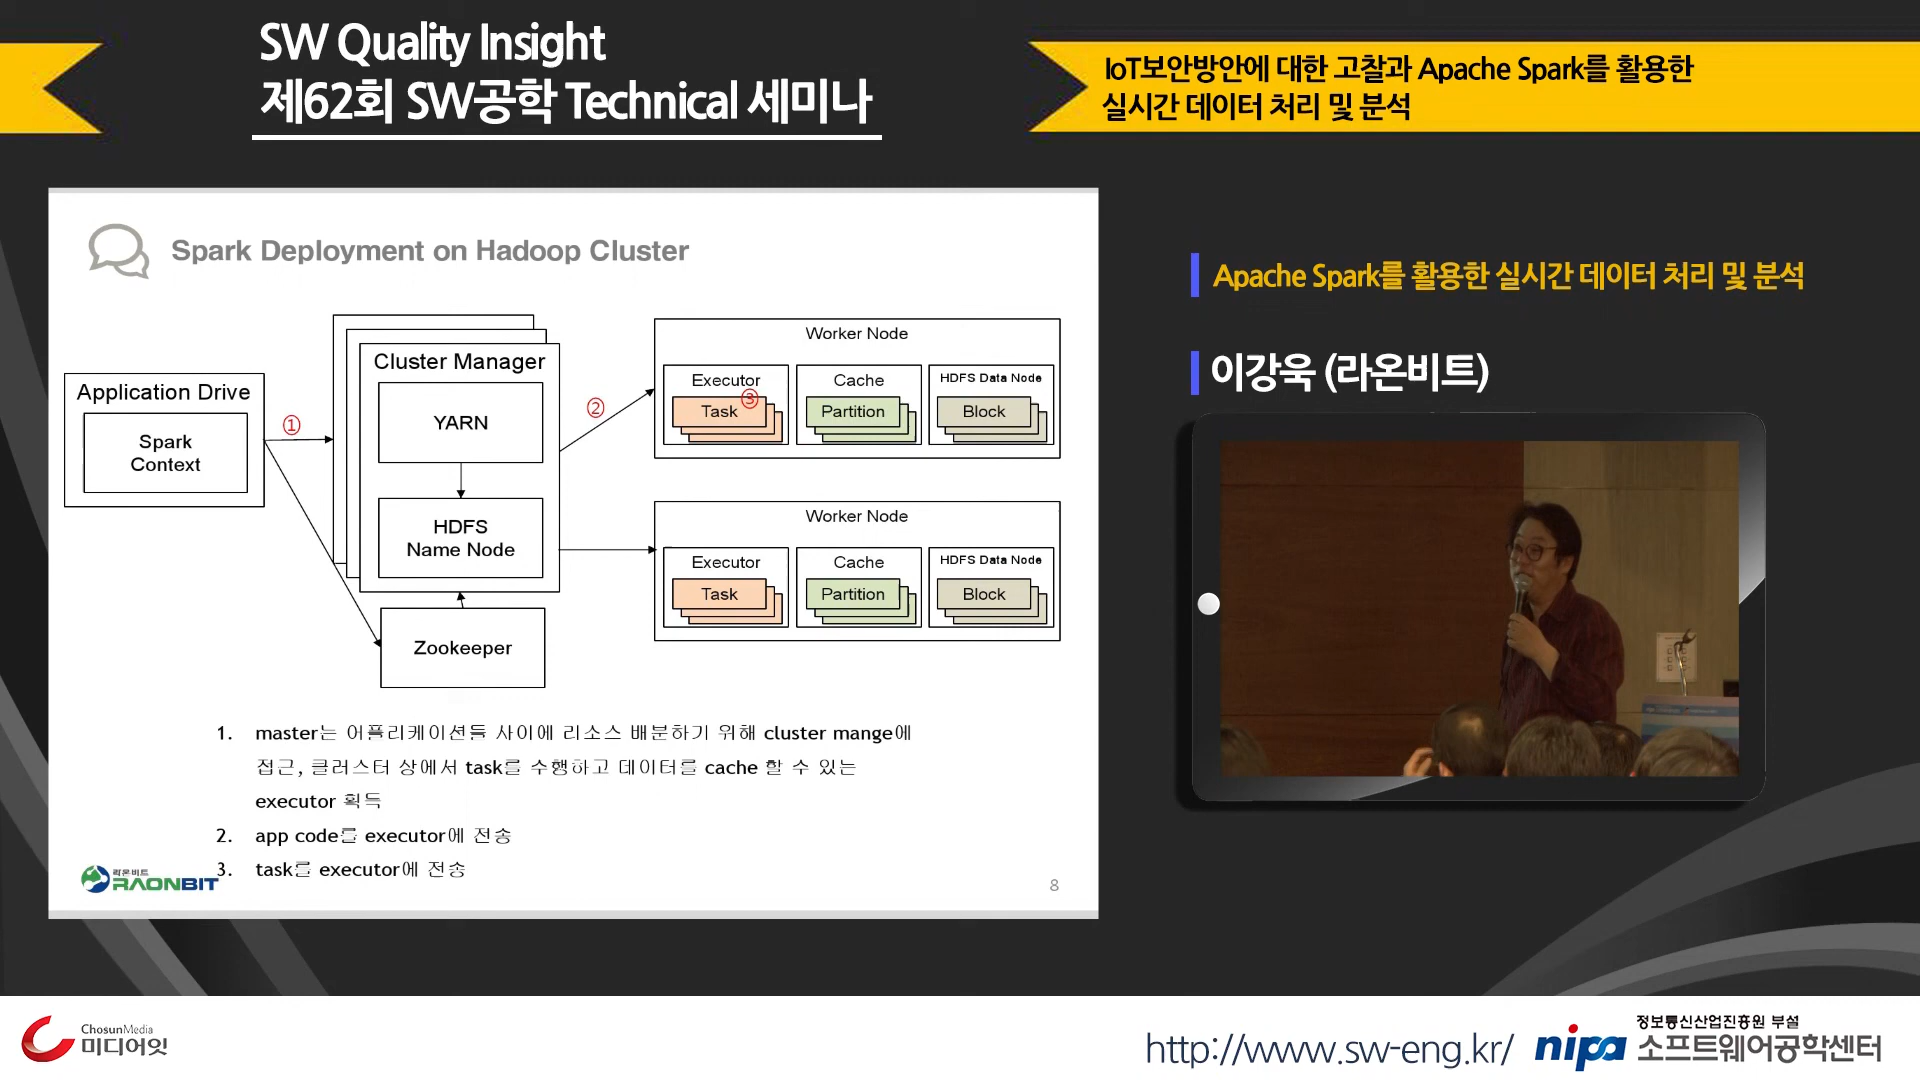 SW Quality Insight
제62회 SW공학 Technical 세미나
IoT보안방안에 대한 고찰과 Apache Spark를 활용한
실시간 데이터 처리 및 분석
Spark Deployment on Hadoop Cluster
Application Drive
Spark
Context
①
Cluster Manager
YARN
HDFS
Name Node
Zookeeper
②
Worker Node
Executor
Task
③
Cache
Partition
HDFS Data Node
Block
Worker Node
Executor
Task
Cache
Partition
HDFS Data Node
Block
1. master는 어플리케이션들 사이에 리소스 배분하기 위해 cluster mange에
접근, 클러스터 상에서 task를 수행하고 데이터를 cache 할 수 있는
executor 획득
2. app code를 executor에 전송
3. task를 executor에 전송
라온비트
RAONBIT
8
Apache Spark를 활용한 실시간 데이터 처리 및 분석
이강욱 (라온비트)
ChosunMedia
미디어잇
http://www.sw-eng.kr/
nipa
정보통신산업진흥원 부설
소프트웨어공학센터